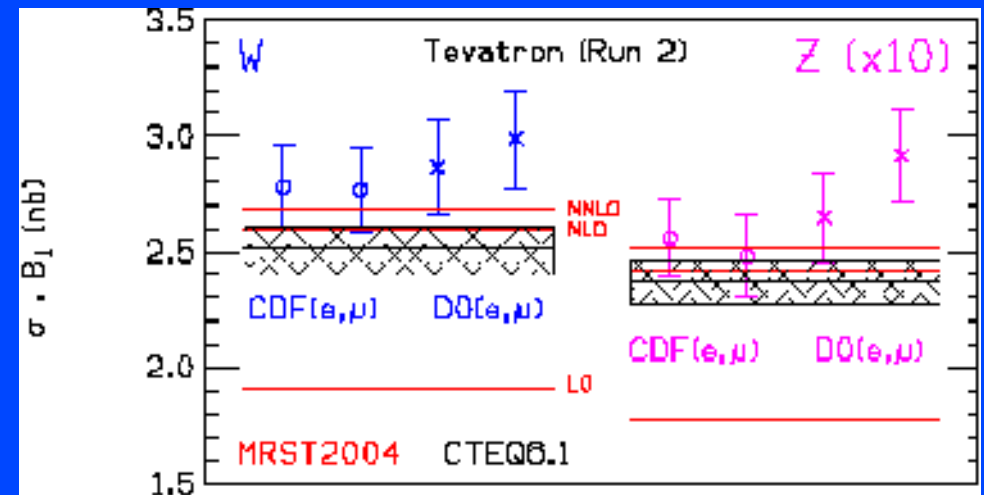 3.5
W Tevatron (Run 2) Z (x10)
3.0
NNLO
NLO
2.5
CDF(e,μ) D0(e,μ)
CDF(e,μ) D0(e,μ)
2.0
LO
MRST2004 CTEQ6.1
1.5
σ . Bl (nb)